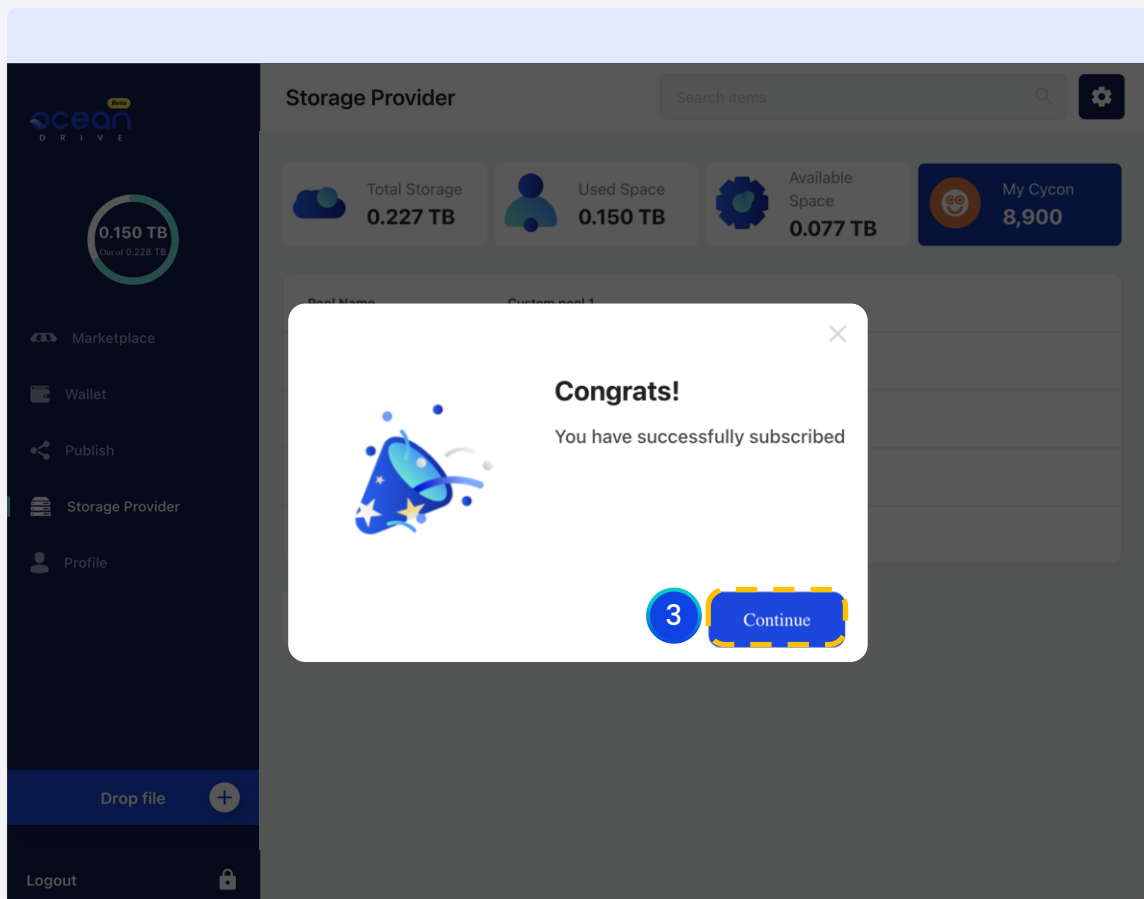 Beta
ocean
DRIVE
0.150 TB
Out of 0.228 TB
Marketplace
Wallet
Publish
Storage Provider
Profile
Drop file
Logout
Storage Provider
Search items
Total Storage
0.227 TB
Used Space
0.150 TB
Available
Space
0.077 TB
My Cycon
8,900
Pool Name
Custom pool 1
Congrats!
You have successfully subscribed
3
Continue